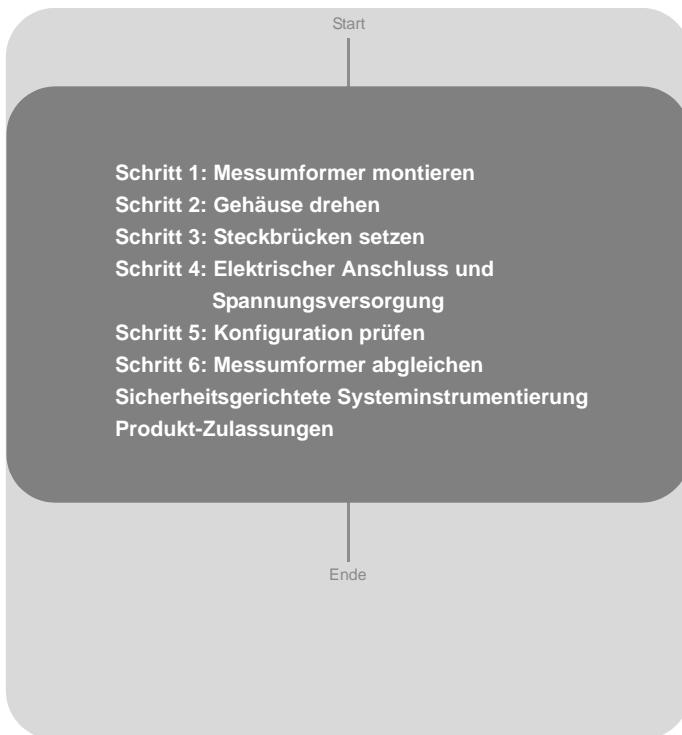 Start
Schritt 1: Messumformer montieren
Schritt 2: Gehäuse drehen
Schritt 3: Steckbrücken setzen
Schritt 4: Elektrischer Anschluss und
Spannungsversorgung
Schritt 5: Konfiguration prüfen
Schritt 6: Messumformer abgleichen
Sicherheitsgerichtete Systeminstrumentierung
Produkt-Zulassungen
Ende